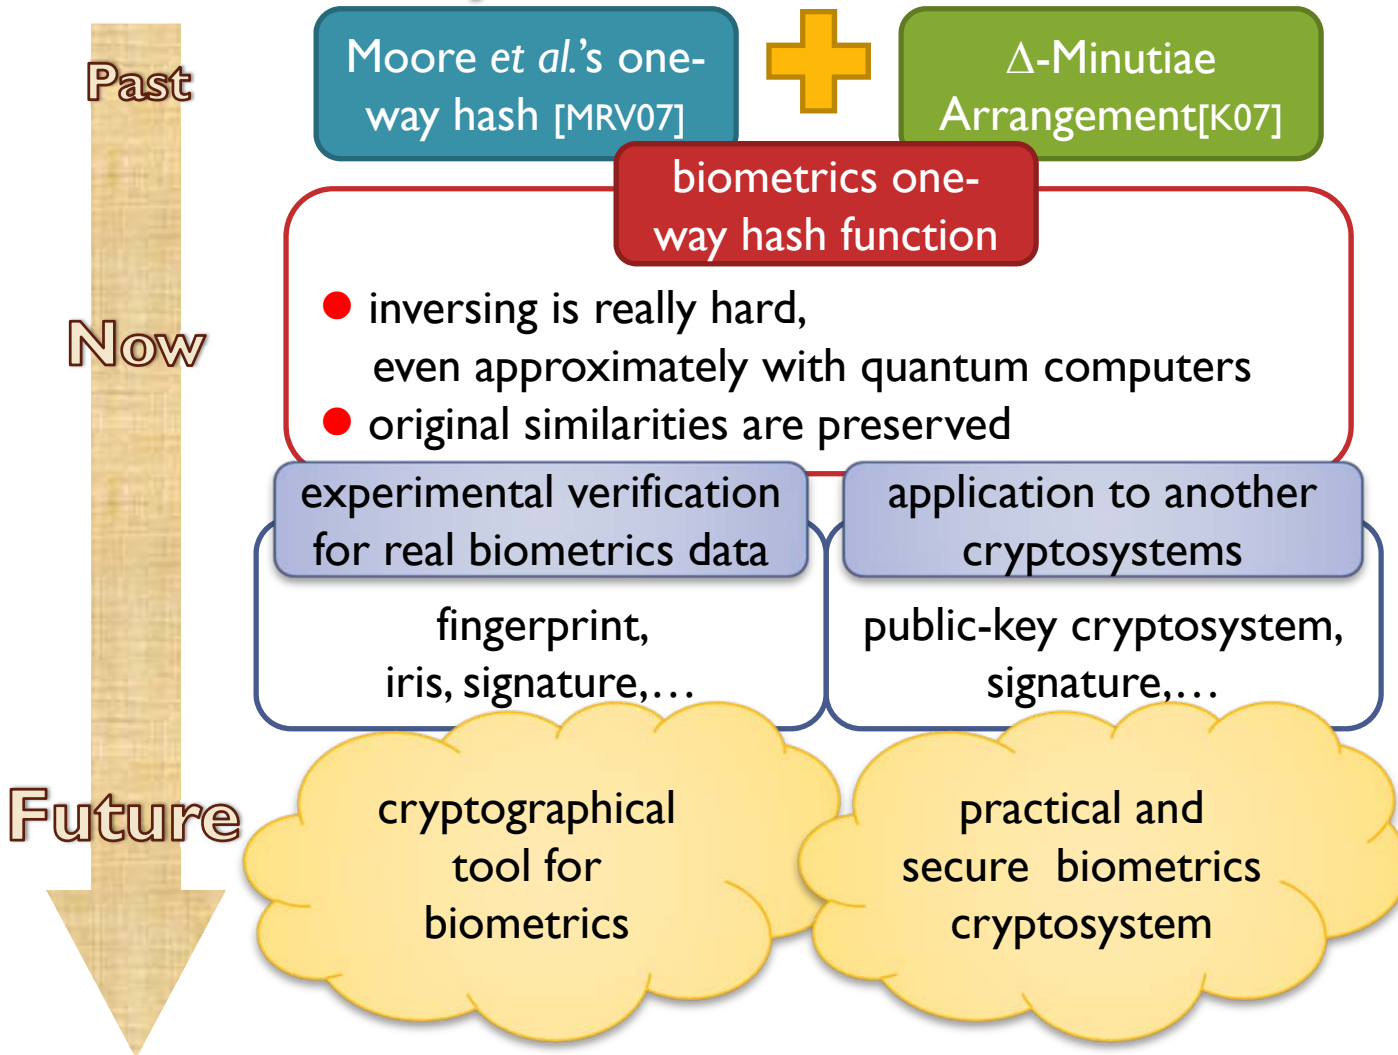 Past
Moore et al.'s one-
way hash [MRV07]
Δ-Minutiae
Arrangement[K07]
biometrics one-
way hash function
Now
inversing is really hard,
even approximately with quantum computers
original similarities are preserved
experimental verification
for real biometrics data
fingerprint,
iris, signature,…
application to another
cryptosystems
public-key cryptosystem,
signature,…
Future
cryptographical
tool for
biometrics
practical and
secure biometrics
cryptosystem